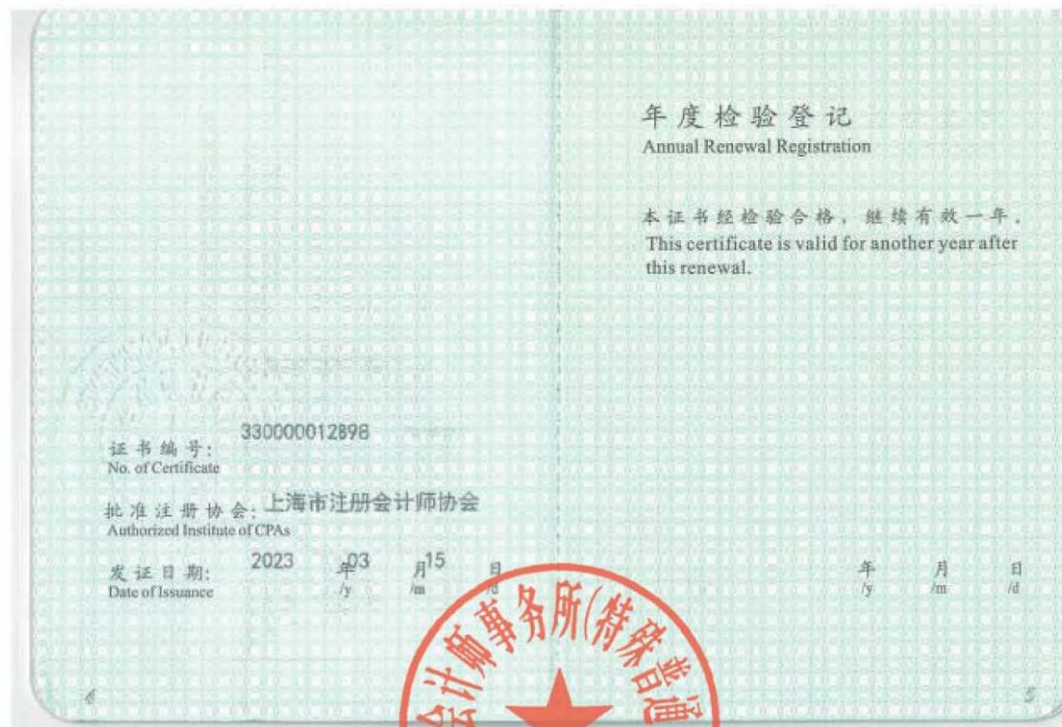 证书编号: 330000012898
No. of Certificate
批准注册协会: 上海市注册会计师协会
Authorized Institute of CPAs
发证日期: 2023 年 03 月 15 日
Date of Issuance /y /m /d
4
年度检验登记
Annual Renewal Registration
本证书经检验合格，继续有效一年。
This certificate is valid for another year after
this renewal.
年 月 日
/y /m /d
5
会计师事务所(特殊普通